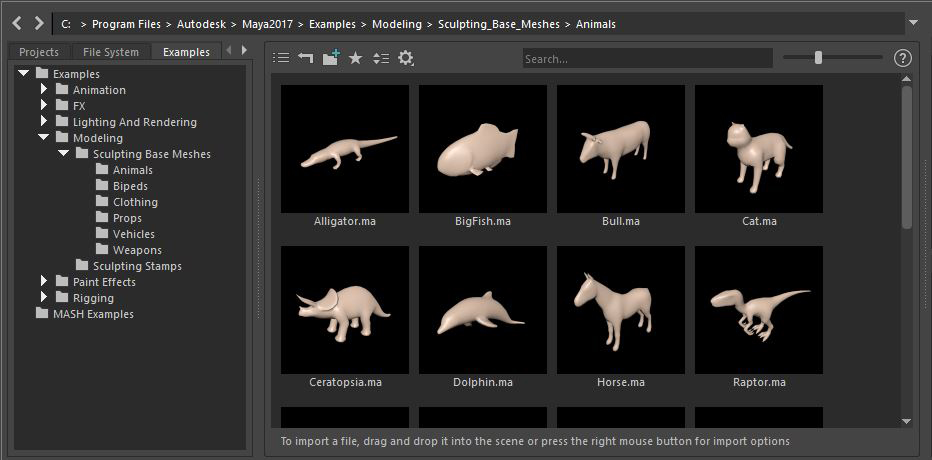 C: > Program Files > Autodesk > Maya2017 > Examples > Modeling > Sculpting_Base_Meshes > Animals
Projects File System Examples
Search...
?
Examples
Animation
FX
Lighting And Rendering
Modeling
Sculpting Base Meshes
Animals
Bipeds
Clothing
Props
Vehicles
Weapons
Sculpting Stamps
Paint Effects
Rigging
MASH Examples
Alligator.ma BigFish.ma Bull.ma Cat.ma
Ceratopsia.ma Dolphin.ma Horse.ma Raptor.ma
To import a file, drag and drop it into the scene or press the right mouse button for import options